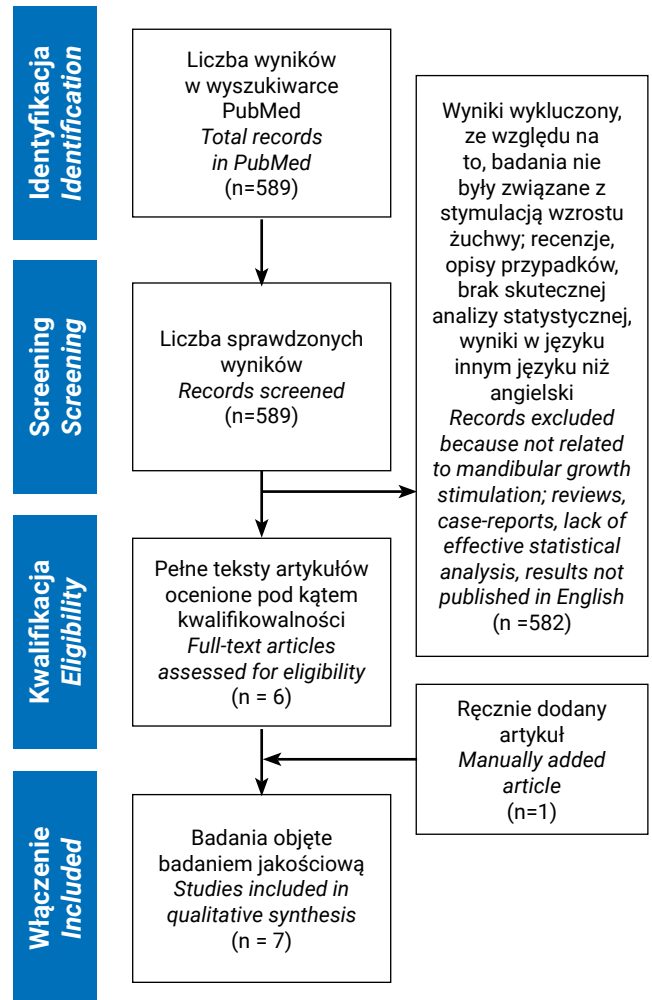 Identyfikacja
Identification
Liczba wyników
w wyszukiwarce
PubMed
Total records
in PubMed
(n=589)
Screening
Screening
Liczba sprawdzonych
wyników
Records screened
(n=589)
Wyniki wykluczony,
ze względu na
to, badania nie
były związane z
stymulacją wzrostu
żuchwy; recenzje,
opisy przypadków,
brak skutecznej
analizy statystycznej,
wyniki w języku
innym języku niż
angielski
Records excluded
because not related
to mandibular growth
stimulation; reviews,
case-reports, lack of
effective statistical
analysis, results not
published in English
(n =582)
Kwalifikacja
Eligibility
Pełne teksty artykułów
ocenione pod kątem
kwalifikowalności
Full-text articles
assessed for eligibility
(n = 6)
Ręcznie dodany
artykuł
Manually added
article
(n=1)
Włączenie
Included
Badania objęte
badaniem jakościową
Studies included in
qualitative synthesis
(n = 7)